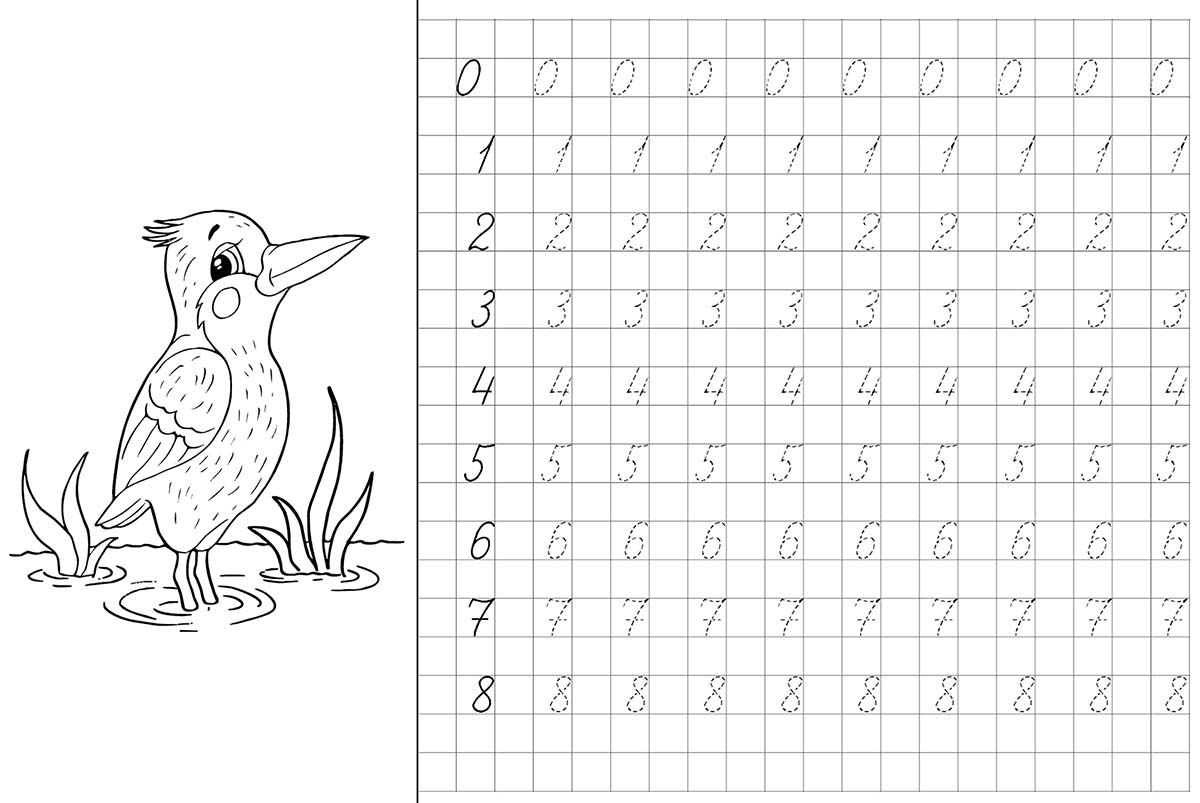 0 0 0 0 0 0 0 0 0 0
1 1 1 1 1 1 1 1 1 1
2 2 2 2 2 2 2 2 2 2
3 3 3 3 3 3 3 3 3 3
4 4 4 4 4 4 4 4 4 4
5 5 5 5 5 5 5 5 5 5
6 6 6 6 6 6 6 6 6 6
7 7 7 7 7 7 7 7 7 7
8 8 8 8 8 8 8 8 8 8